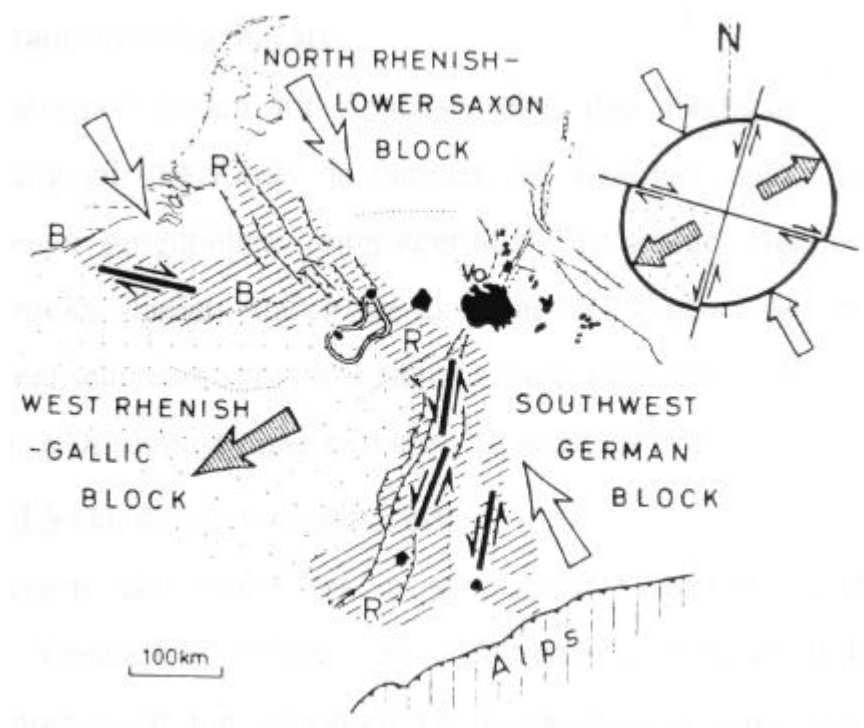 N
NORTH RHENISH-
LOWER SAXON
BLOCK
R
B
B
Vo
R
WEST RHENISH
-GALLIC
BLOCK
SOUTHWEST
GERMAN
BLOCK
R
100km
Alps